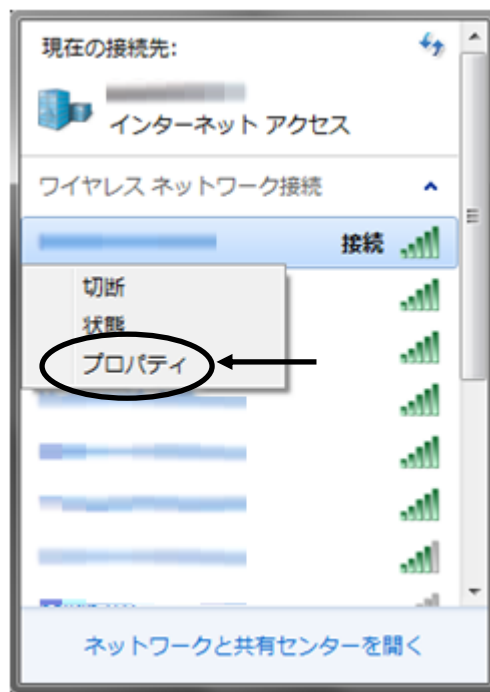 現在の接続先:
インターネット アクセス
ワイヤレス ネットワーク接続
接続
切断
状態
プロパティ
ネットワークと共有センターを開く